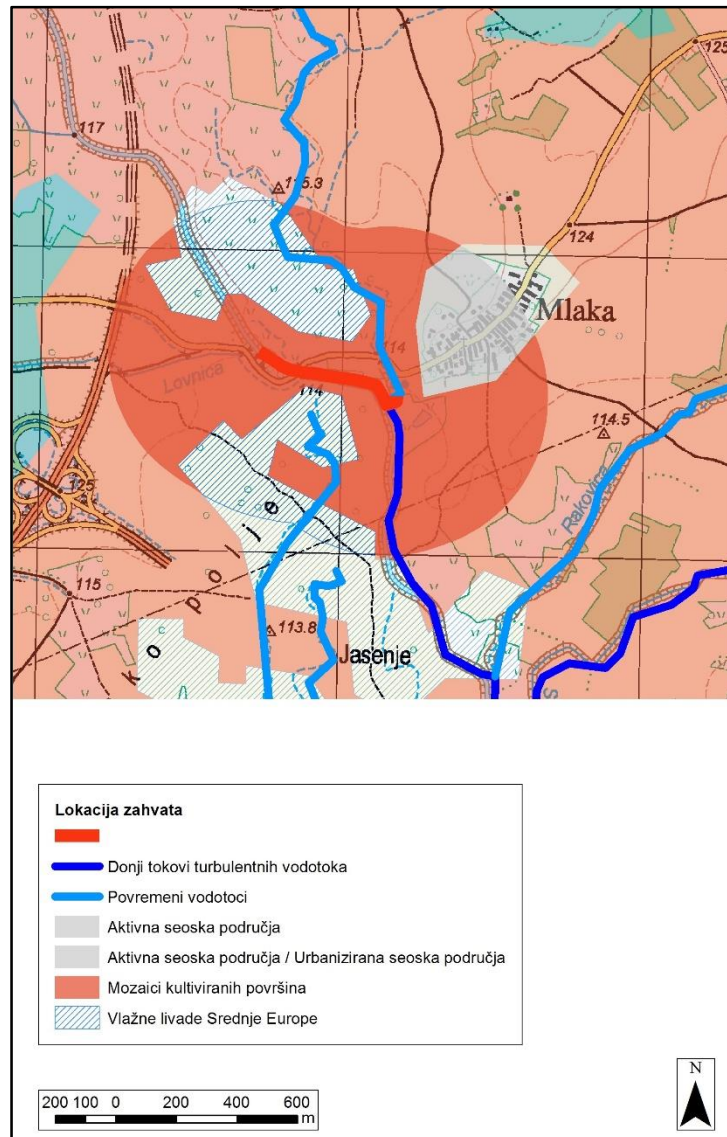 125
117
115.3
124
Mlaka
114
Lovnica
114
114.5
125
Rakovica
k o p o l j e
115
113.8
Jasenje
S
Lokacija zahvata
Donji tokovi turbulentnih vodotoka
Povremeni vodotoci
Aktivna seoska područja
Aktivna seoska područja / Urbanizirana seoska područja
Mozaici kultiviranih površina
Vlažne livade Srednje Europe
200 100 0 200 400 600
m
N